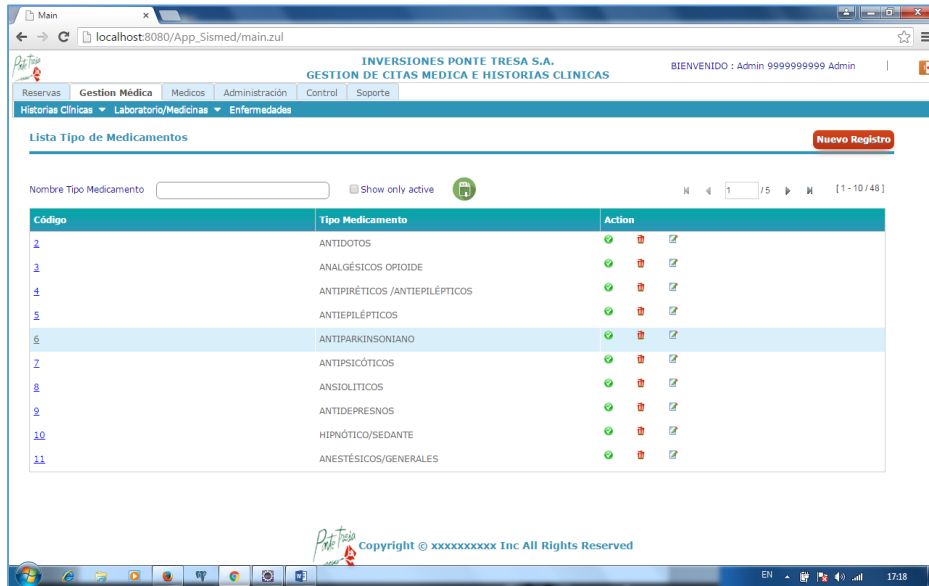 Main
localhost:8080/App_Sismed/main.zul
Ponte Tresa
INVERSIONES PONTE TRESA S.A.
GESTION DE CITAS MEDICA E HISTORIAS CLINICAS
BIENVENIDO : Admin 9999999999 Admin |
Reservas Gestion Médica Medicos Administración Control Soporte
Historias Clínicas Laboratorio/Medicinas Enfermedades
Lista Tipo de Medicamentos
Nuevo Registro
Nombre Tipo Medicamento Show only active 1 /5 [ 1 - 10 / 48 ]
Código Tipo Medicamento Action
2 ANTIDOTOS
3 ANALGÉSICOS OPIOIDE
4 ANTIPIRÉTICOS /ANTIEPILÉPTICOS
5 ANTIEPILÉPTICOS
6 ANTIPARKINSONIANO
7 ANTIPSICÓTICOS
8 ANSIOLITICOS
9 ANTIDEPRESNOS
10 HIPNÓTICO/SEDANTE
11 ANESTÉSICOS/GENERALES
Ponte Tresa Copyright © xxxxxxxxxx Inc All Rights Reserved
EN 17:18